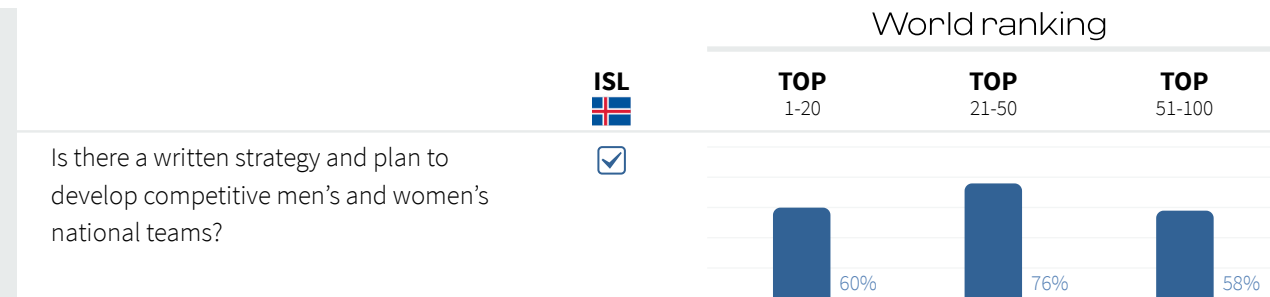 World ranking
ISL TOP TOP TOP
1-20 21-50 51-100
Is there a written strategy and plan to
develop competitive men’s and women’s
national teams?
60% 76% 58%